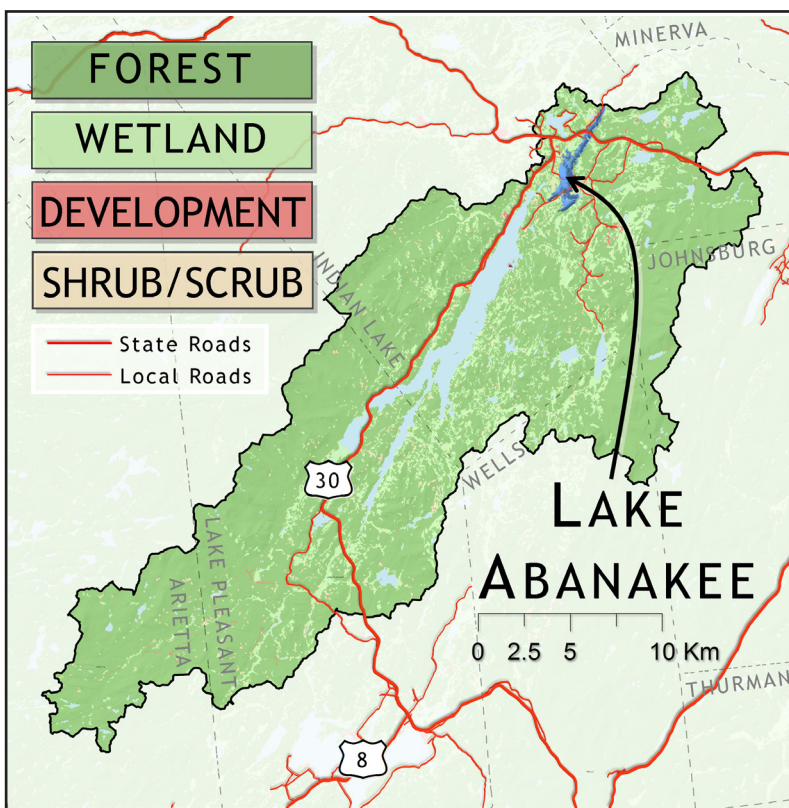 MINERVA
FOREST
WETLAND
DEVELOPMENT
SHRUB/SCRUB
State Roads
Local Roads
JOHNSBURG
INDIAN LAKE
WELLS
30
LAKE
ABANAKEE
LAKE PLEASANT
ARIETTA
0 2.5 5 10 Km
THURMAN
8